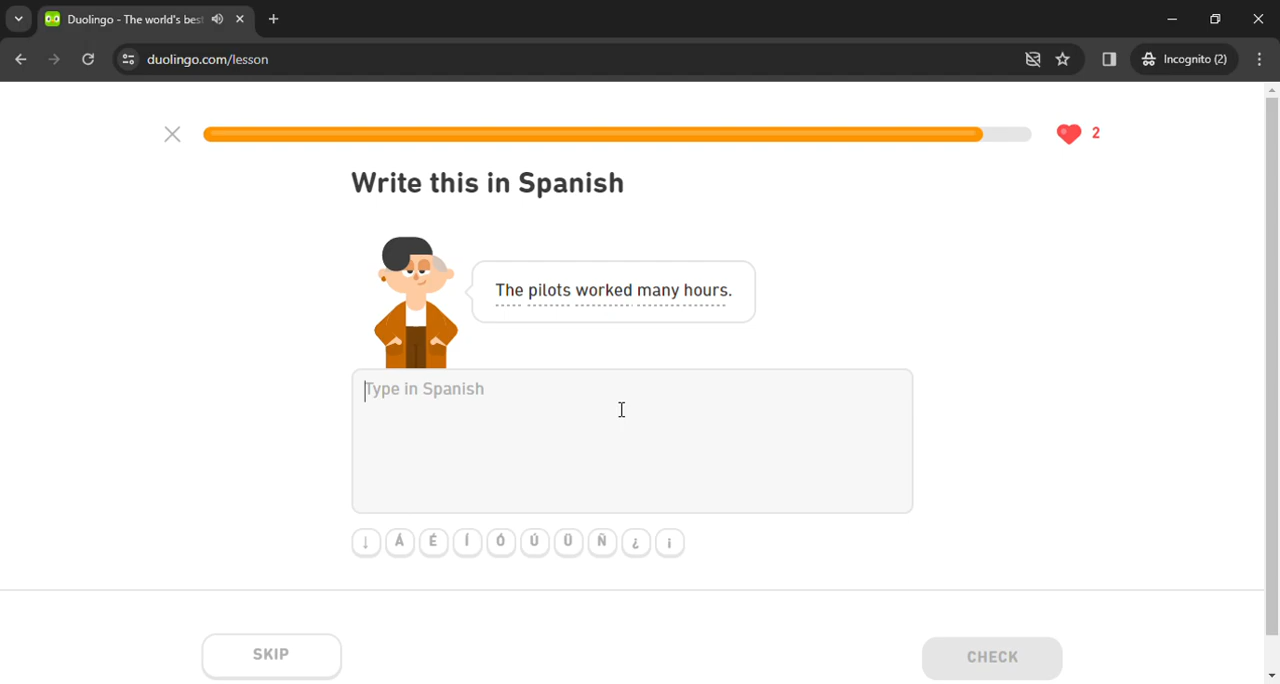 Duolingo - The world's best
duolingo.com/lesson
Incognito (2)
2
Write this in Spanish
The pilots worked many hours.
Type in Spanish
↓ Á É Í Ó Ú Ü Ñ ¿ ¡
SKIP
CHECK